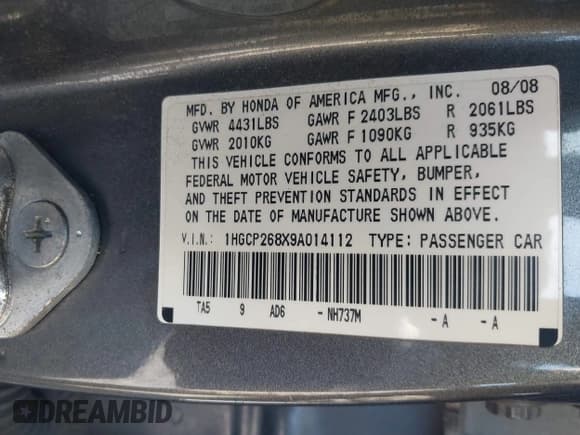 MFD. BY HONDA OF AMERICA MFG., INC. 08/08
GVWR 4431LBS GAWR F 2403LBS R 2061LBS
GVWR 2010KG GAWR F 1090KG R 935KG
THIS VEHICLE CONFORMS TO ALL APPLICABLE
FEDERAL MOTOR VEHICLE SAFETY, BUMPER,
AND THEFT PREVENTION STANDARDS IN EFFECT
ON THE DATE OF MANUFACTURE SHOWN ABOVE.
V.I.N.: 1HGCP268X9A014112 TYPE: PASSENGER CAR
TA5 9 AD6 - NH737M - A - A
DREAMBID